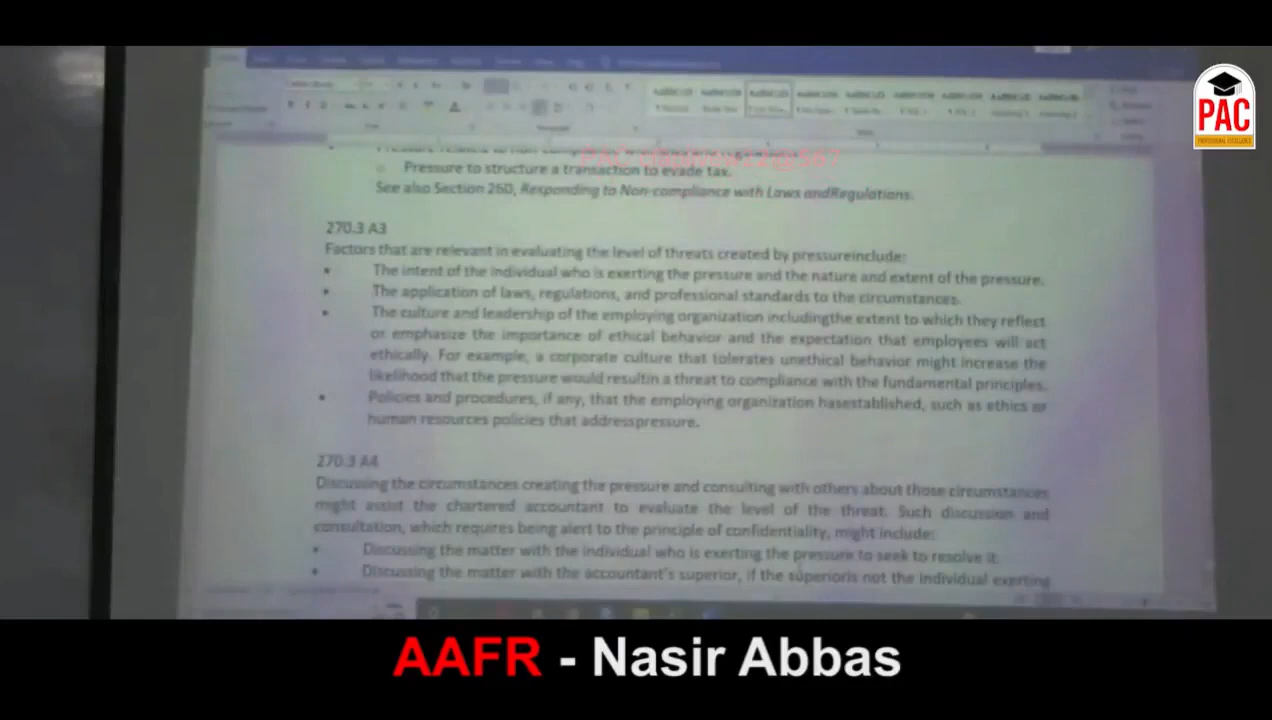 PAC
PROFESSIONAL EXCELLENCE
Pressure to structure a transaction to evade tax.
See also Section 260, Responding to Non-compliance with Laws andRegulations.
270.3 A3
Factors that are relevant in evaluating the level of threats created by pressureinclude:
• The intent of the individual who is exerting the pressure and the nature and extent of the pressure.
• The application of laws, regulations, and professional standards to the circumstances.
• The culture and leadership of the employing organization includingthe extent to which they reflect
or emphasize the importance of ethical behavior and the expectation that employees will act
ethically. For example, a corporate culture that tolerates unethical behavior might increase the
likelihood that the pressure would resultin a threat to compliance with the fundamental principles.
• Policies and procedures, if any, that the employing organization hasestablished, such as ethics or
human resources policies that addresspressure.
270.3 A4
Discussing the circumstances creating the pressure and consulting with others about those circumstances
might assist the chartered accountant to evaluate the level of the threat. Such discussion and
consultation, which requires being alert to the principle of confidentiality, might include:
• Discussing the matter with the individual who is exerting the pressure to seek to resolve it.
• Discussing the matter with the accountant's superior, if the superioris not the individual exerting
AAFR - Nasir Abbas